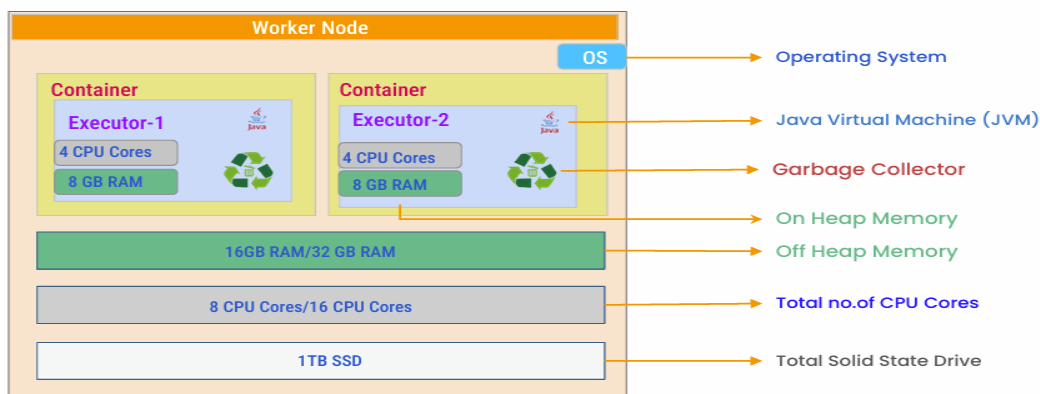 Worker Node
OS
Operating System
Container
Container
Executor-1
Java
Executor-2
Java
Java Virtual Machine (JVM)
4 CPU Cores
4 CPU Cores
Garbage Collector
8 GB RAM
8 GB RAM
On Heap Memory
16GB RAM/32 GB RAM
Off Heap Memory
8 CPU Cores/16 CPU Cores
Total no.of CPU Cores
1TB SSD
Total Solid State Drive